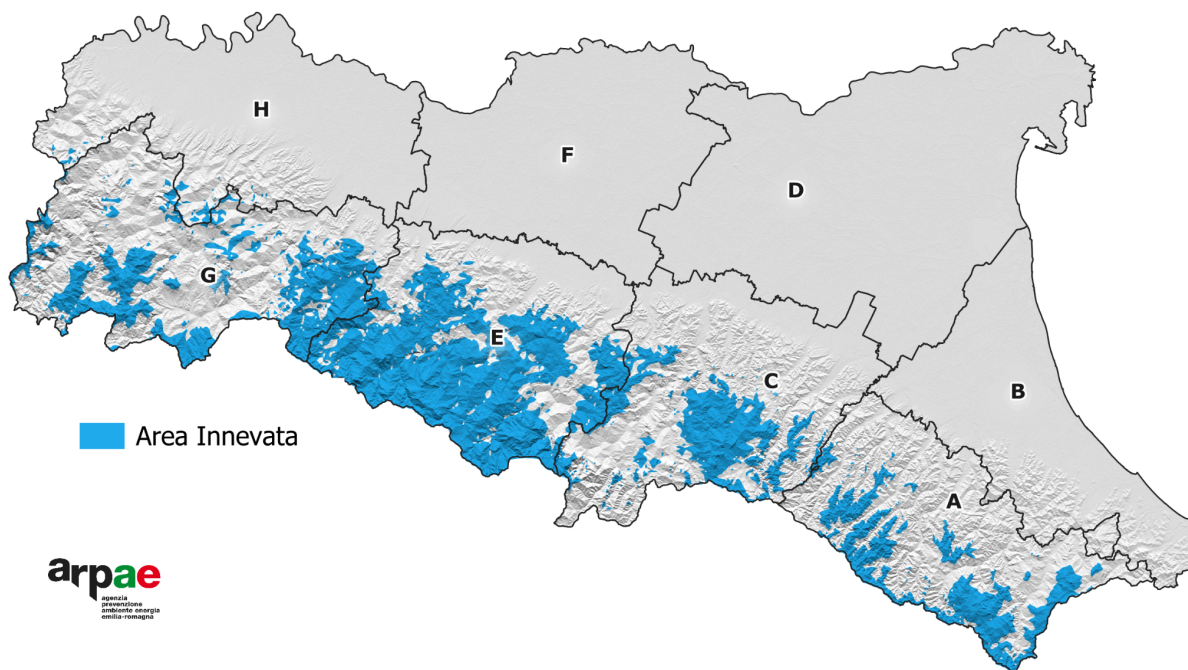 H
F
D
G
E
C
B
A
Area Innevata
arpae
agenzia
prevenzione
ambiente energia
emilia-romagna